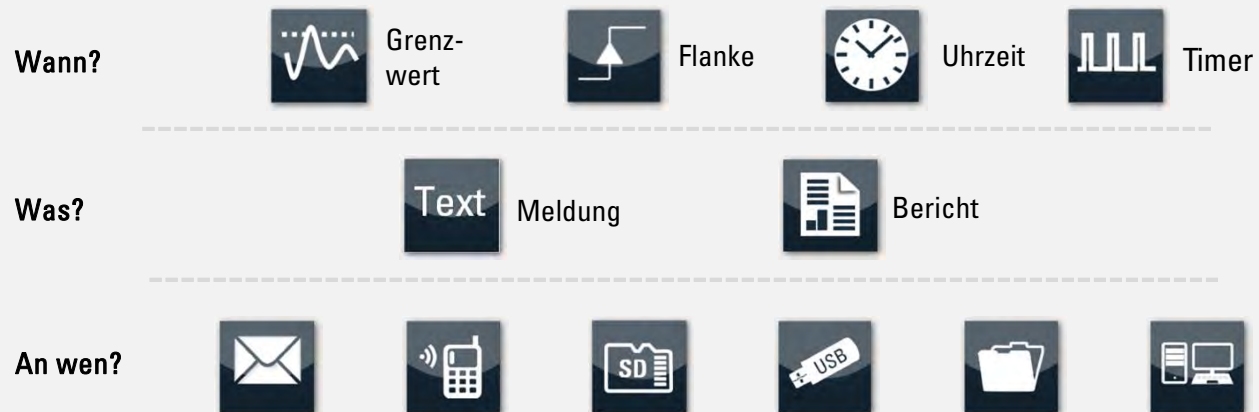 Wann?
Grenz-
wert
Flanke
Uhrzeit
Timer
Was?
Text
Meldung
Bericht
An wen?
SD
USB